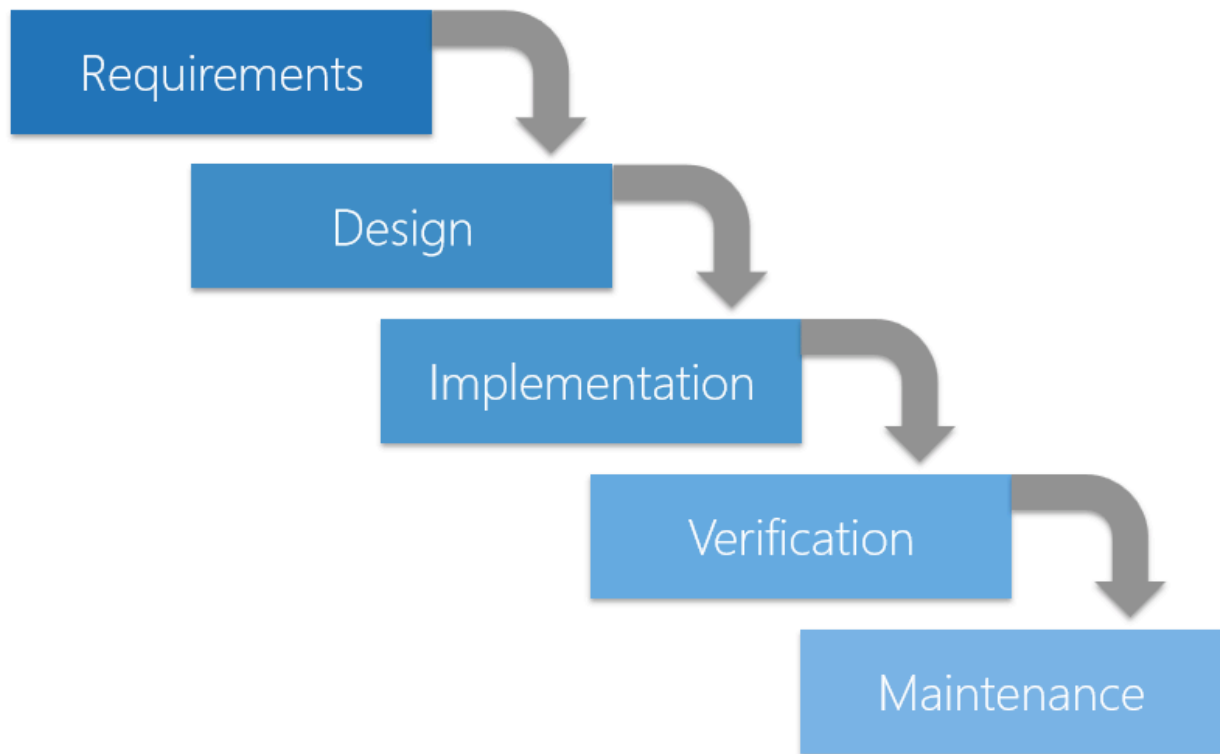 Requirements
Design
Implementation
Verification
Maintenance